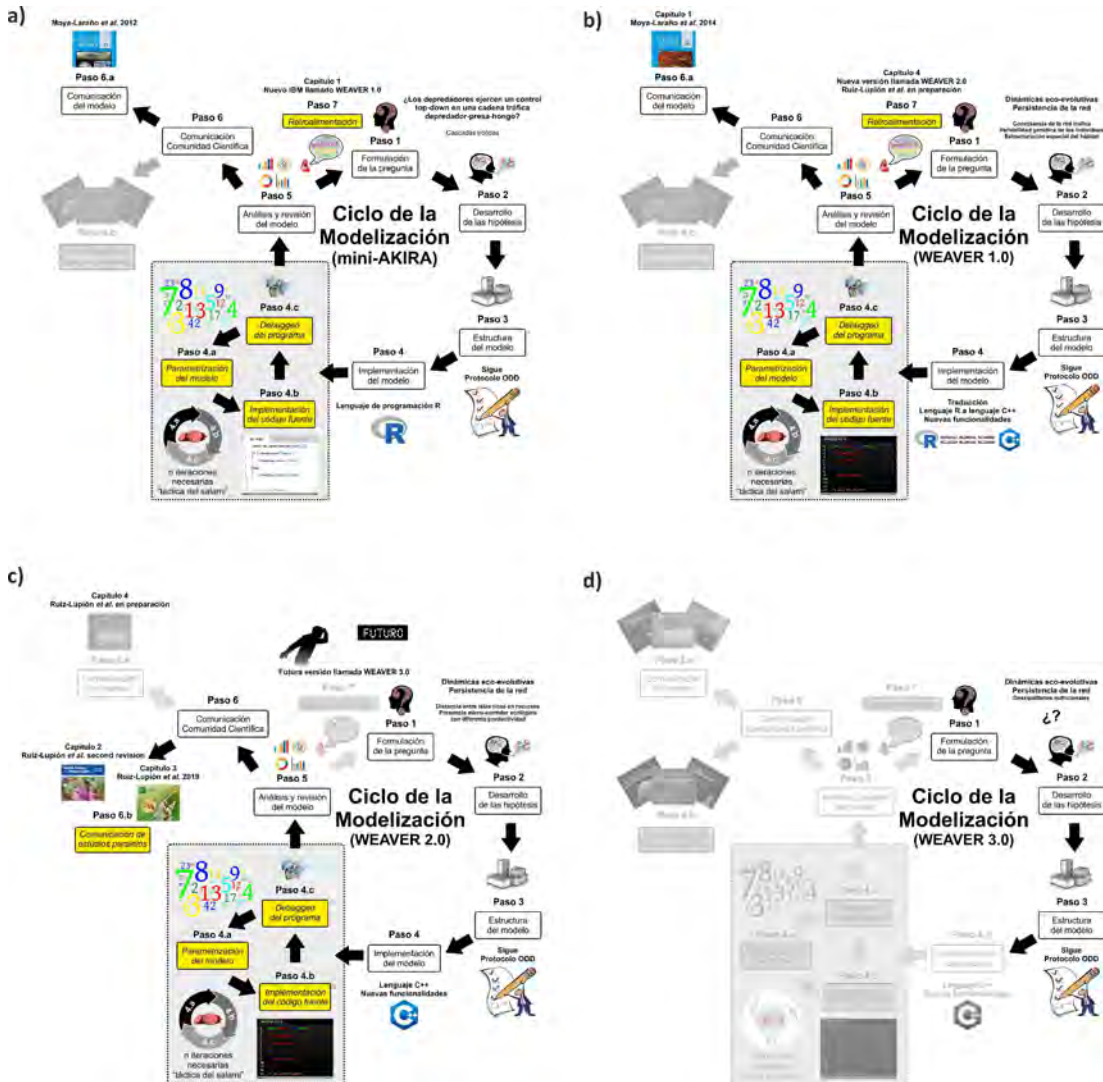 a)
Moya-Laraño et al. 2012
Paso 6.a
Comunicación
del modelo
Paso 6
Comunicación
Comunidad Científica
Capítulo 1
Nuevo IBM llamado WEAVER 1.0
Paso 7
Retroalimentación
¿Los depredadores ejercen un control
top-down en una cadena trófica
depredador-presa-hongo?
Cascadas tróficas
Paso 1
Formulación
de la pregunta
Paso 2
Desarrollo
de las hipótesis
Paso 5
Análisis y revisión
del modelo
Ciclo de la
Modelización
(mini-AKIRA)
Paso 3
Estructura
del modelo
Sigue
Protocolo ODD
Paso 4
Implementación
del modelo
Lenguaje de programación R
R
Paso 4.c
Debuggeo
del programa
Paso 4.a
Parametrización
del modelo
Paso 4.b
Implementación
del código fuente
4.a
4.b
n iteraciones
necesarias
"táctica del salami"
b)
Capítulo 1
Moya-Laraño et al. 2014
Paso 6.a
Comunicación
del modelo
Paso 6
Comunicación
Comunidad Científica
Capítulo 4
Nueva versión llamada WEAVER 2.0
Ruiz-Lupión et al. en preparación
Paso 7
Retroalimentación
Dinámicas eco-evolutivas
Persistencia de la red
Paso 1
Formulación
de la pregunta
Paso 2
Desarrollo
de las hipótesis
Paso 5
Análisis y revisión
del modelo
Ciclo de la
Modelización
(WEAVER 1.0)
Paso 3
Estructura
del modelo
Sigue
Protocolo ODD
Paso 4
Implementación
del modelo
Traducción
Lenguaje R a lenguaje C++
Nuevas funcionalidades
Paso 4.c
Debuggeo
del programa
Paso 4.a
Parametrización
del modelo
Paso 4.b
Implementación
del código fuente
4.a
4.b
n iteraciones
necesarias
"táctica del salami"
c)
Capítulo 4
Ruiz-Lupión et al. en preparación
FUTURO
Futura versión llamada WEAVER 3.0
Dinámicas eco-evolutivas
Persistencia de la red
Paso 6
Comunicación
Comunidad Científica
Paso 1
Formulación
de la pregunta
Capítulo 2
Ruiz-Lupión et al. second revision
Capítulo 3
Ruiz-Lupión et al. 2019
Paso 6.b
Comunicación de
estudios paralelos
Paso 5
Análisis y revisión
del modelo
Paso 2
Desarrollo
de las hipótesis
Ciclo de la
Modelización
(WEAVER 2.0)
Paso 3
Estructura
del modelo
Sigue
Protocolo ODD
Paso 4
Implementación
del modelo
Lenguaje C++
Nuevas funcionalidades
Paso 4.c
Debuggeo
del programa
Paso 4.a
Parametrización
del modelo
Paso 4.b
Implementación
del código fuente
4.a
4.b
n iteraciones
necesarias
"táctica del salami"
d)
Dinámicas eco-evolutivas
Persistencia de la red
¿?
Paso 1
Formulación
de la pregunta
Paso 2
Desarrollo
de las hipótesis
Ciclo de la
Modelización
(WEAVER 3.0)
Paso 3
Estructura
del modelo
Sigue
Protocolo ODD